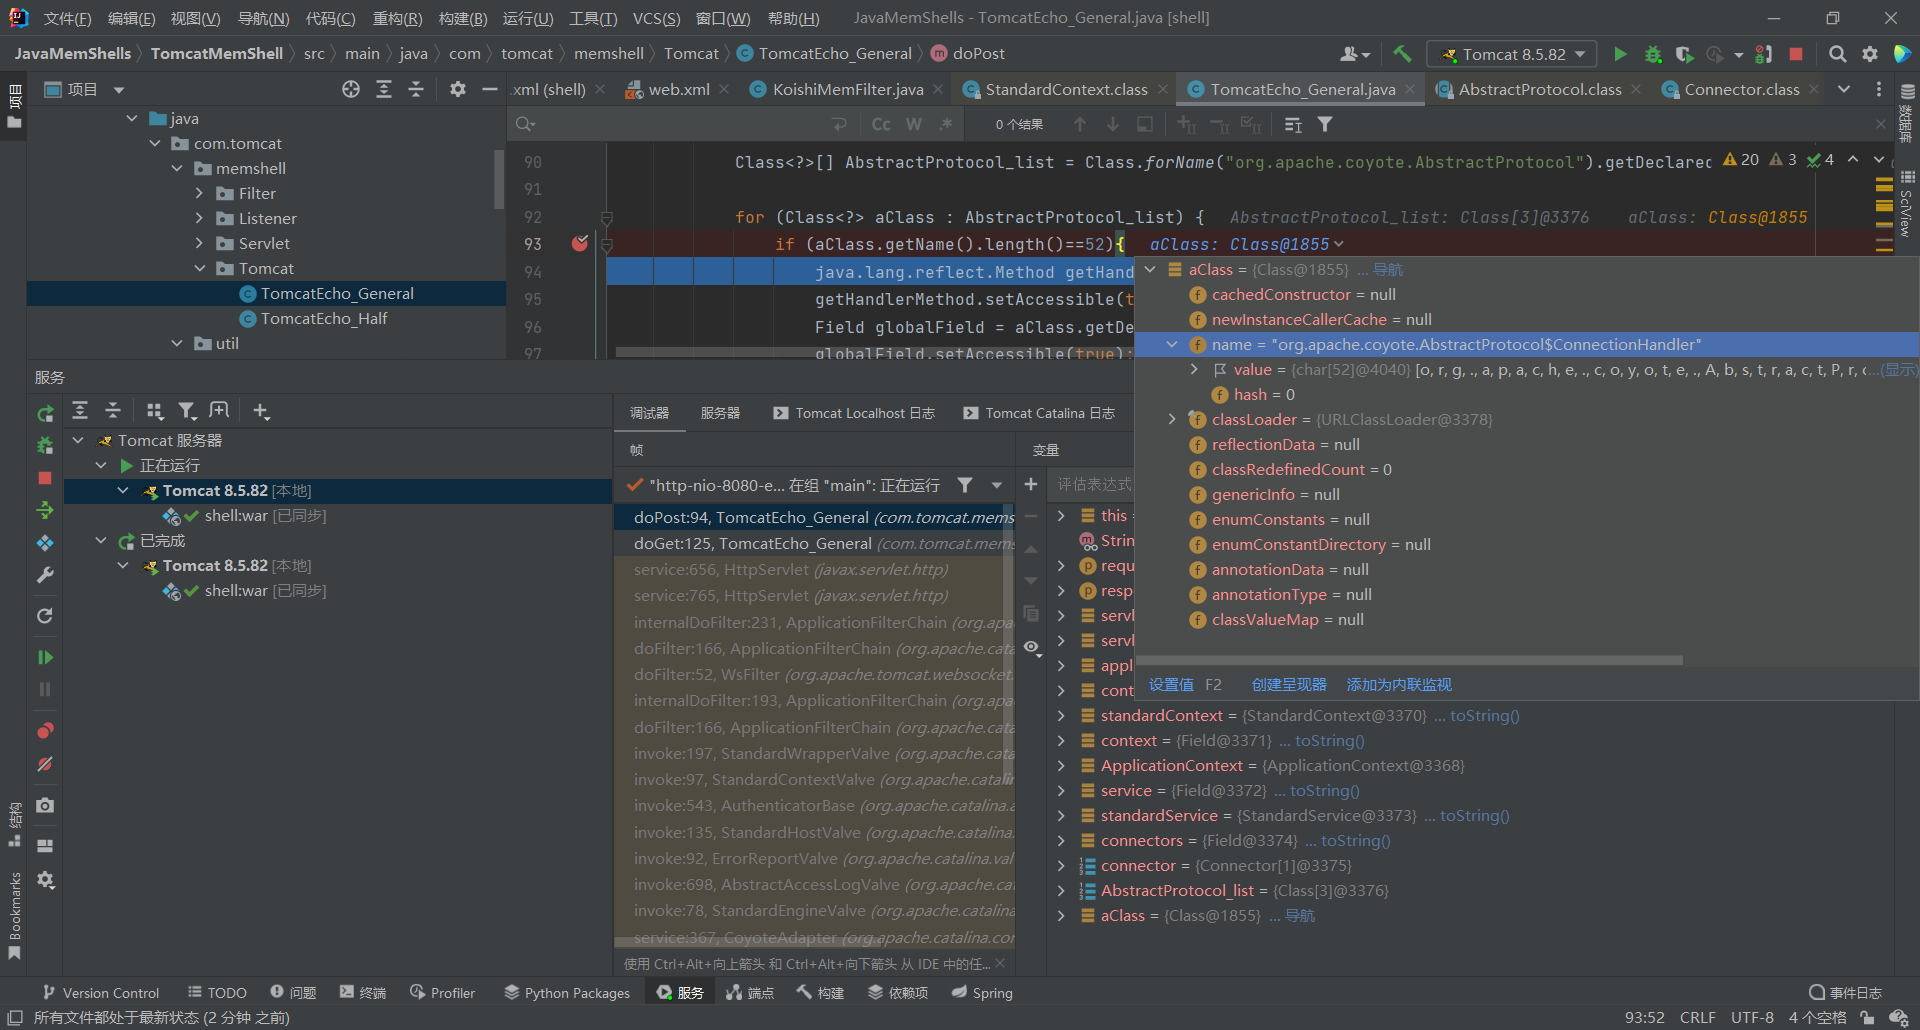 文件(F) 编辑(E) 视图(V) 导航(N) 代码(C) 重构(R) 构建(B) 运行(U) 工具(T) VCS(S) 窗口(W) 帮助(H) JavaMemShells - TomcatEcho_General.java [shell]
JavaMemShells TomcatMemShell src main java com tomcat memshell Tomcat TomcatEcho_General doPost Tomcat 8.5.82
项目
项目
.xml (shell) web.xml KoishiMemFilter.java StandardContext.class TomcatEcho_General.java AbstractProtocol.class Connector.class
数据库
SciView
java
com.tomcat
memshell
Filter
Listener
Servlet
Tomcat
TomcatEcho_General
TomcatEcho_Half
util
Cc W .* 0 个结果
90 Class<?>[] AbstractProtocol_list = Class.forName("org.apache.coyote.AbstractProtocol").getDeclared 20 3 4
91
92 for (Class<?> aClass : AbstractProtocol_list) { AbstractProtocol_list: Class[3]@3376 aClass: Class@1855
93 if (aClass.getName().length()==52){ aClass: Class@1855
94 java.lang.reflect.Method getHand
95 getHandlerMethod.setAccessible(t
96 Field globalField = aClass.getDe
97 globalField.setAccessible(true);
aClass = {Class@1855} ... 导航
cachedConstructor = null
newInstanceCallerCache = null
name = "org.apache.coyote.AbstractProtocol$ConnectionHandler"
value = {char[52]@4040} [o, r, g, ., a, p, a, c, h, e, ., c, o, y, o, t, e, ., A, b, s, t, r, a, c, t, P, r, c ...(显示)
hash = 0
classLoader = {URLClassLoader@3378}
reflectionData = null
classRedefinedCount = 0
genericInfo = null
enumConstants = null
enumConstantDirectory = null
annotationData = null
annotationType = null
classValueMap = null
设置值 F2 创建呈现器 添加为内联监视
服务
Tomcat 服务器
正在运行
Tomcat 8.5.82 [本地]
shell:war [已同步]
已完成
Tomcat 8.5.82 [本地]
shell:war [已同步]
调试器 服务器 Tomcat Localhost 日志 Tomcat Catalina 日志
帧
变量
"http-nio-8080-e... 在组 "main": 正在运行
评估表达式
doPost:94, TomcatEcho_General (com.tomcat.mems
doGet:125, TomcatEcho_General (com.tomcat.mems
service:656, HttpServlet (javax.servlet.http)
service:765, HttpServlet (javax.servlet.http)
internalDoFilter:231, ApplicationFilterChain (org.apa
doFilter:166, ApplicationFilterChain (org.apache.cata
doFilter:52, WsFilter (org.apache.tomcat.websocket.
internalDoFilter:193, ApplicationFilterChain (org.apa
doFilter:166, ApplicationFilterChain (org.apache.cata
invoke:197, StandardWrapperValve (org.apache.ca
invoke:97, StandardContextValve (org.apache.catalin
invoke:543, AuthenticatorBase (org.apache.catalina.a
invoke:135, StandardHostValve (org.apache.catalina.
invoke:92, ErrorReportValve (org.apache.catalina.val
invoke:698, AbstractAccessLogValve (org.apache.cat
invoke:78, StandardEngineValve (org.apache.catalina
service:367, CoyoteAdapter (org.apache.catalina.cor
使用 Ctrl+Alt+向上箭头 和 Ctrl+Alt+向下箭头 从 IDE 中的任...
this =
Strin
requ
resp
servl
servl
appl
cont
standardContext = {StandardContext@3370} ... toString()
context = {Field@3371} ... toString()
ApplicationContext = {ApplicationContext@3368}
service = {Field@3372} ... toString()
standardService = {StandardService@3373} ... toString()
connectors = {Field@3374} ... toString()
connector = {Connector[1]@3375}
AbstractProtocol_list = {Class[3]@3376}
aClass = {Class@1855} ... 导航
结构
Bookmarks
Version Control TODO 问题 终端 Profiler Python Packages 服务 端点 构建 依赖项 Spring 事件日志
所有文件都处于最新状态 (2 分钟 之前) 93:52 CRLF UTF-8 4 个空格